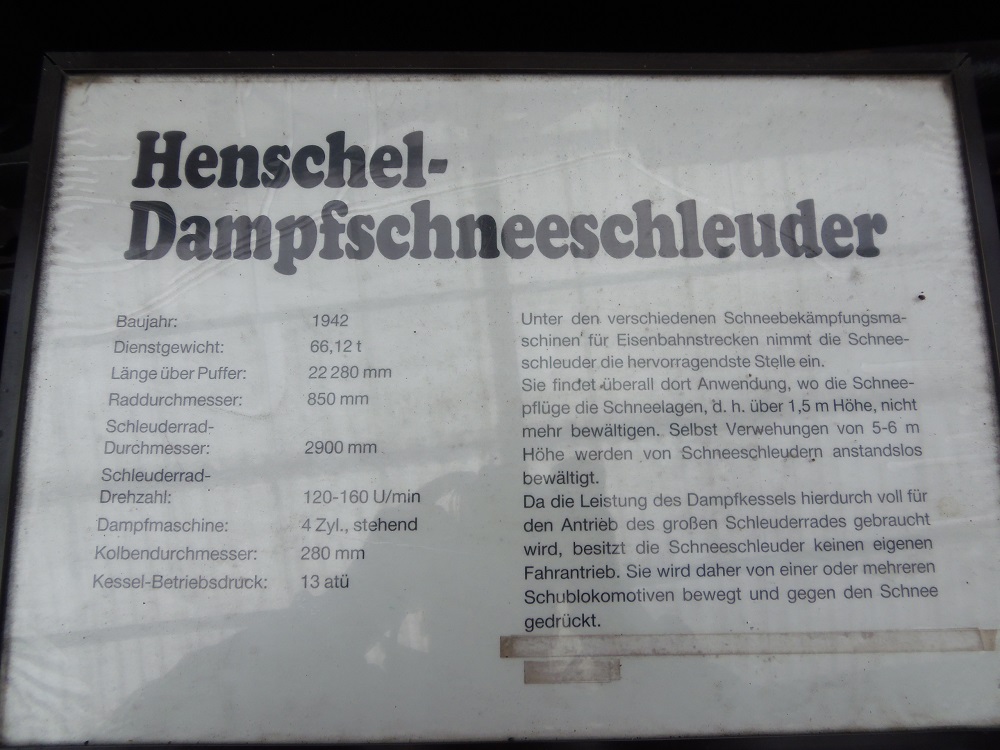 Henschel-
Dampfschneeschleuder
Baujahr: 1942
Dienstgewicht: 66,12 t
Länge über Puffer: 22 280 mm
Raddurchmesser: 850 mm
Schleuderrad-
Durchmesser: 2900 mm
Schleuderrad-
Drehzahl: 120-160 U/min
Dampfmaschine: 4 Zyl., stehend
Kolbendurchmesser: 280 mm
Kessel-Betriebsdruck: 13 atü
Unter den verschiedenen Schneebekämpfungsma-
schinen für Eisenbahnstrecken nimmt die Schnee-
schleuder die hervorragendste Stelle ein.
Sie findet überall dort Anwendung, wo die Schnee-
pflüge die Schneelagen, d. h. über 1,5 m Höhe, nicht
mehr bewältigen. Selbst Verwehungen von 5-6 m
Höhe werden von Schneeschleudern anstandslos
bewältigt.
Da die Leistung des Dampfkessels hierdurch voll für
den Antrieb des großen Schleuderrades gebraucht
wird, besitzt die Schneeschleuder keinen eigenen
Fahrantrieb. Sie wird daher von einer oder mehreren
Schublokomotiven bewegt und gegen den Schnee
gedrückt.